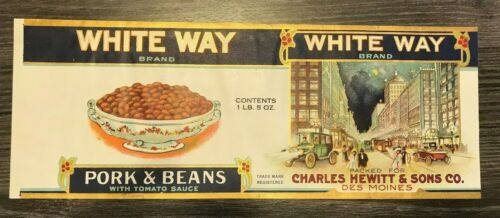 WHITE WAY
BRAND
CONTENTS
1 LB. 5 OZ.
PORK & BEANS
WITH TOMATO SAUCE
TRADE MARK
REGISTERED
WHITE WAY
BRAND
PACKED FOR
CHARLES HEWITT & SONS CO.
DES MOINES